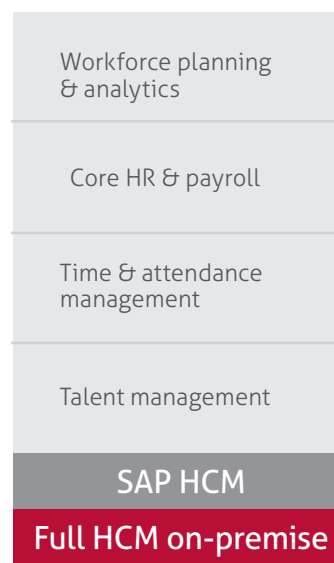 Workforce planning
& analytics
Core HR & payroll
Time & attendance
management
Talent management
SAP HCM
Full HCM on-premise